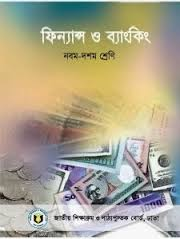 ফিন্যান্স ও ব্যাংকিং
নবম-দশম শ্রেণি
জাতীয় শিক্ষাক্রম ও পাঠ্যপুস্তক বোর্ড, ঢাকা